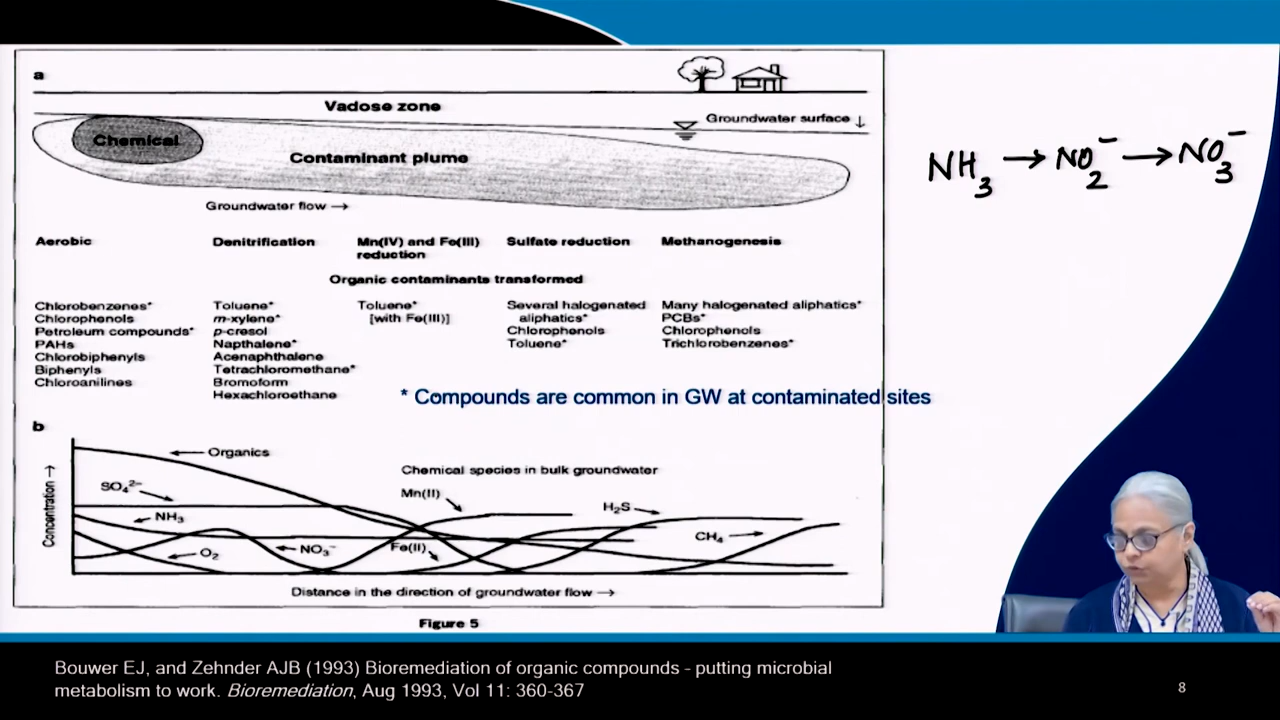 a
Vadose zone
Groundwater surface ↓
Chemical
Contaminant plume
Groundwater flow →
NH3 → NO2- → NO3-
Aerobic
Denitrification
Mn(IV) and Fe(III)
reduction
Sulfate reduction
Methanogenesis
Organic contaminants transformed
Chlorobenzenes*
Chlorophenols
Petroleum compounds*
PAHs
Chlorobiphenyls
Biphenyls
Chloroanilines
Toluene*
m-xylene*
p-cresol
Napthalene*
Acenaphthalene
Tetrachloromethane*
Bromoform
Hexachloroethane
Toluene*
[with Fe(III)]
Several halogenated
aliphatics*
Chlorophenols
Toluene*
Many halogenated aliphatics*
PCBs*
Chlorophenols
Trichlorobenzenes*
* Compounds are common in GW at contaminated sites
b
Concentration →
← Organics
Chemical species in bulk groundwater
SO4 2-
NH3
O2
NO3-
Mn(II)
Fe(II)
H2S
CH4
Distance in the direction of groundwater flow →
Figure 5
Bouwer EJ, and Zehnder AJB (1993) Bioremediation of organic compounds - putting microbial
metabolism to work. Bioremediation, Aug 1993, Vol 11: 360-367
8